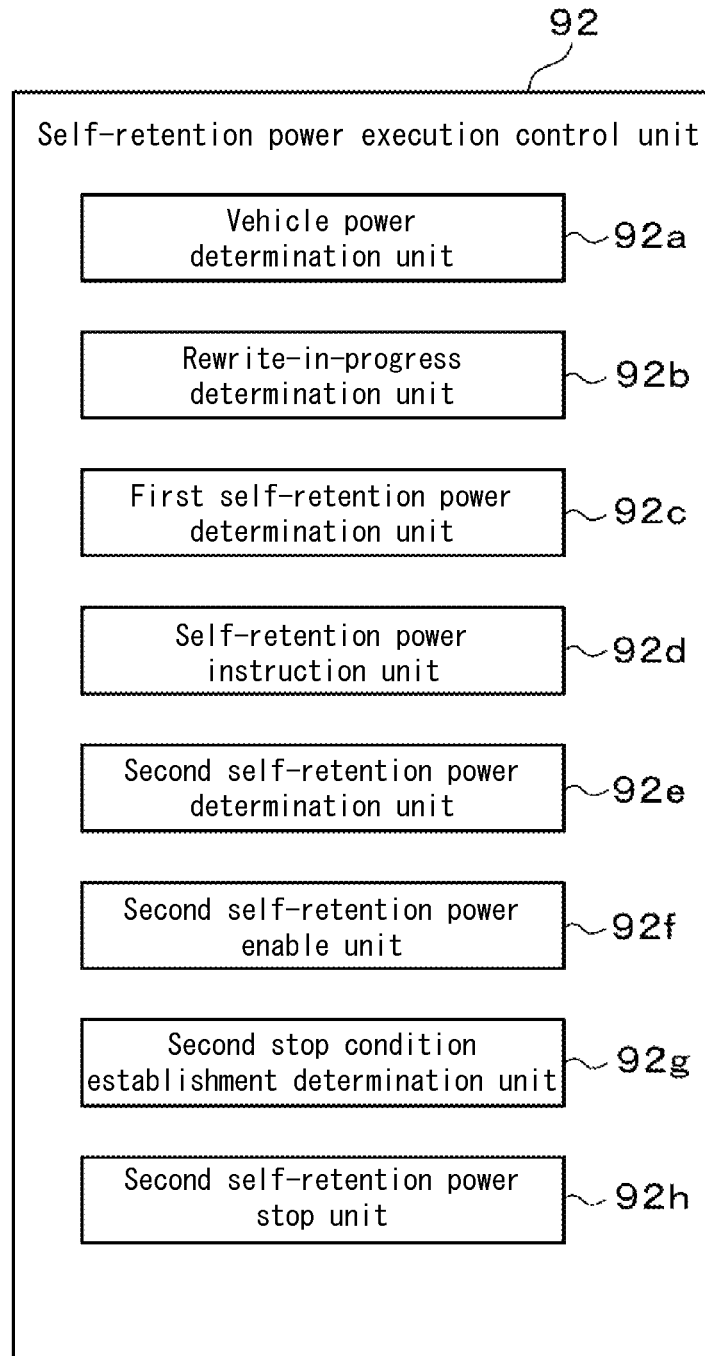 92
Self-retention power execution control unit
Vehicle power
determination unit
92a
Rewrite-in-progress
determination unit
92b
First self-retention power
determination unit
92c
Self-retention power
instruction unit
92d
Second self-retention power
determination unit
92e
Second self-retention power
enable unit
92f
Second stop condition
establishment determination unit
92g
Second self-retention power
stop unit
92h